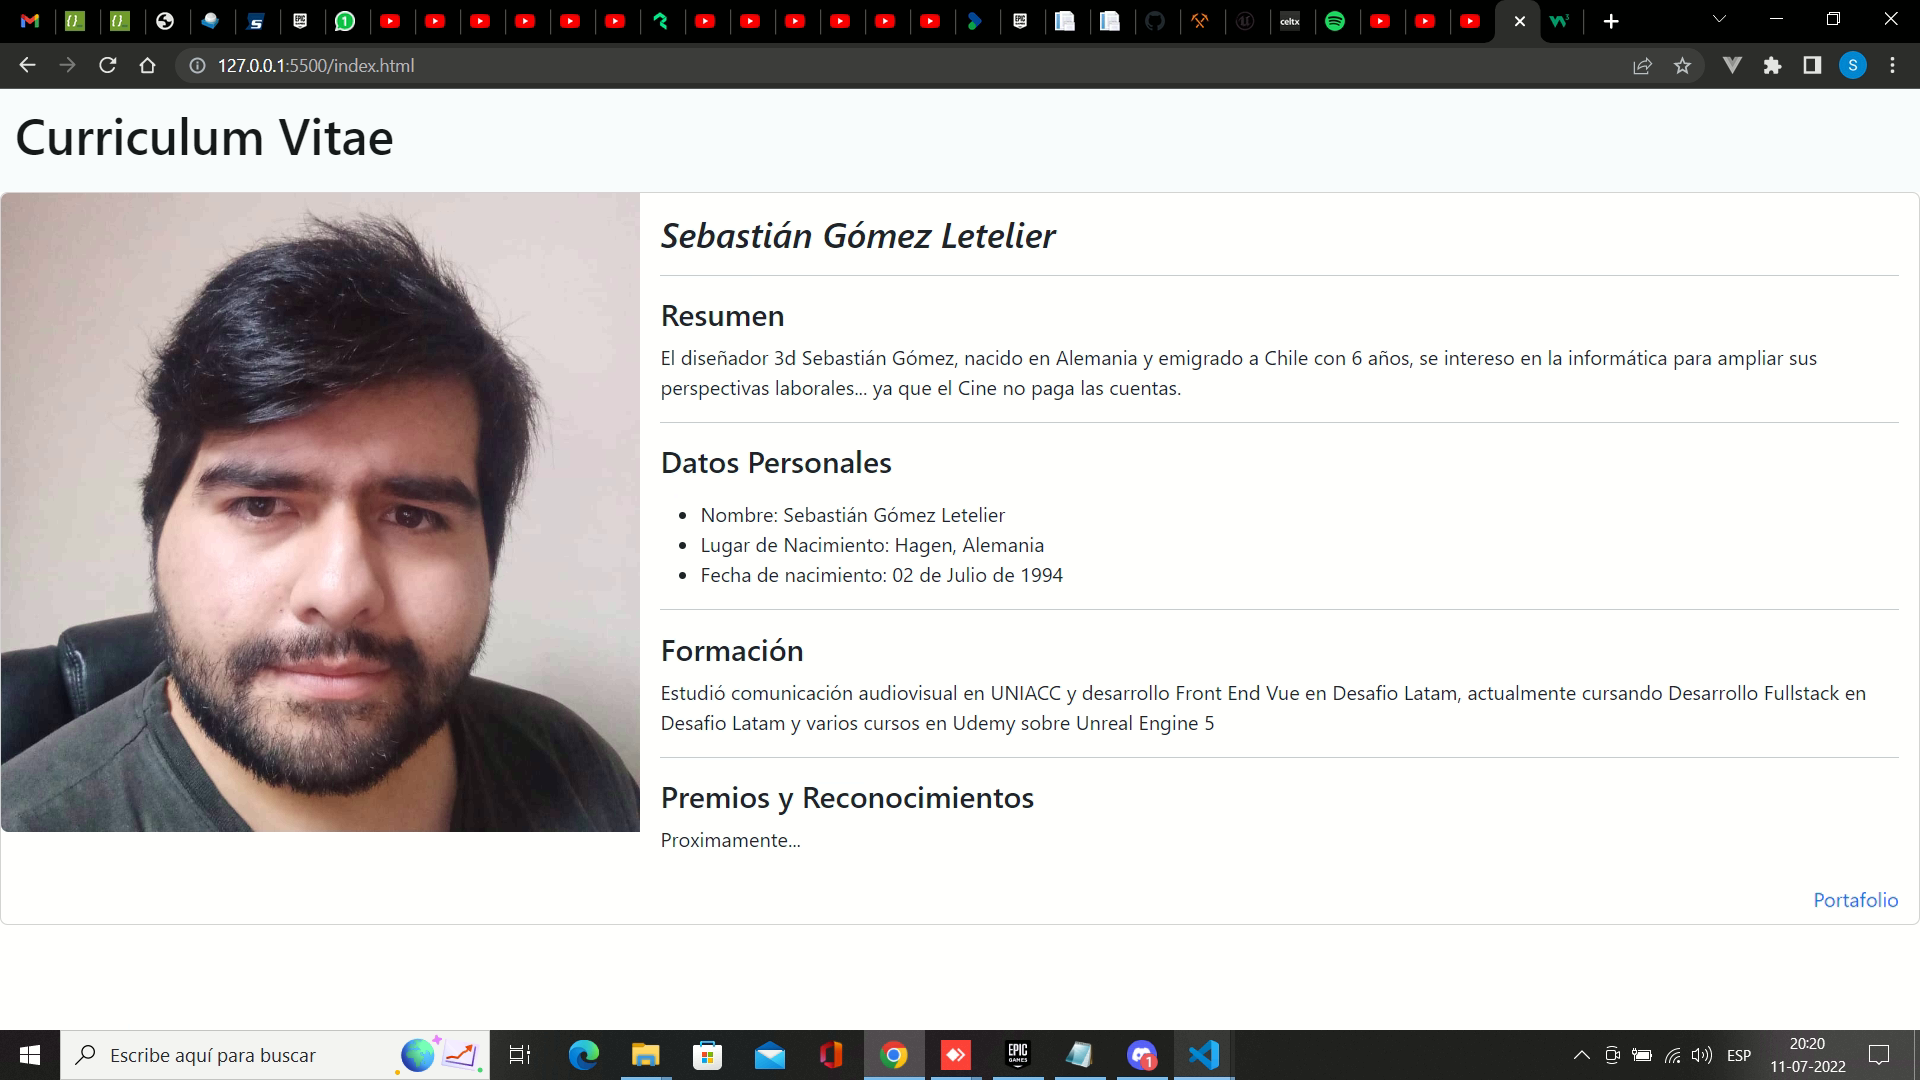 127.0.0.1:5500/index.html
S
Curriculum Vitae
Sebastián Gómez Letelier
Resumen
El diseñador 3d Sebastián Gómez, nacido en Alemania y emigrado a Chile con 6 años, se intereso en la informática para ampliar sus
perspectivas laborales... ya que el Cine no paga las cuentas.
Datos Personales
• Nombre: Sebastián Gómez Letelier
• Lugar de Nacimiento: Hagen, Alemania
• Fecha de nacimiento: 02 de Julio de 1994
Formación
Estudió comunicación audiovisual en UNIACC y desarrollo Front End Vue en Desafio Latam, actualmente cursando Desarrollo Fullstack en
Desafio Latam y varios cursos en Udemy sobre Unreal Engine 5
Premios y Reconocimientos
Proximamente...
Portafolio
Escribe aquí para buscar
EPIC
GAMES
1
ESP
20:20
11-07-2022